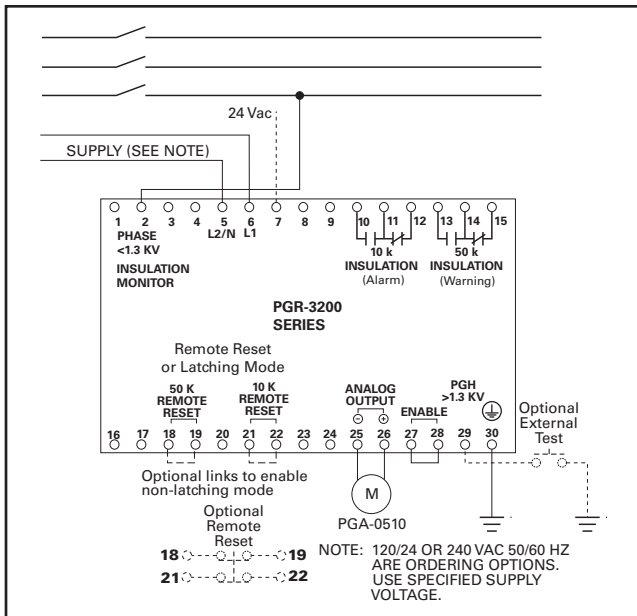 24 Vac
SUPPLY (SEE NOTE)
1 2 3 4 5 6 7 8 9 10 11 12 13 14 15
L2/N L1
PHASE
<1.3 KV
INSULATION
MONITOR
10 k
INSULATION
(Alarm)
50 k
INSULATION
(Warning)
PGR-3200
SERIES
Remote Reset
or Latching Mode
50 K
REMOTE
RESET
10 K
REMOTE
RESET
ANALOG
OUTPUT
ENABLE
PGH
>1.3 KV
Optional
External
Test
16 17 18 19 20 21 22 23 24 25 26 27 28 29 30
Optional links to enable
non-latching mode
M
PGA-0510
Optional
Remote
Reset
18 19
21 22
NOTE: 120/24 OR 240 VAC 50/60 HZ
ARE ORDERING OPTIONS.
USE SPECIFIED SUPPLY
VOLTAGE.